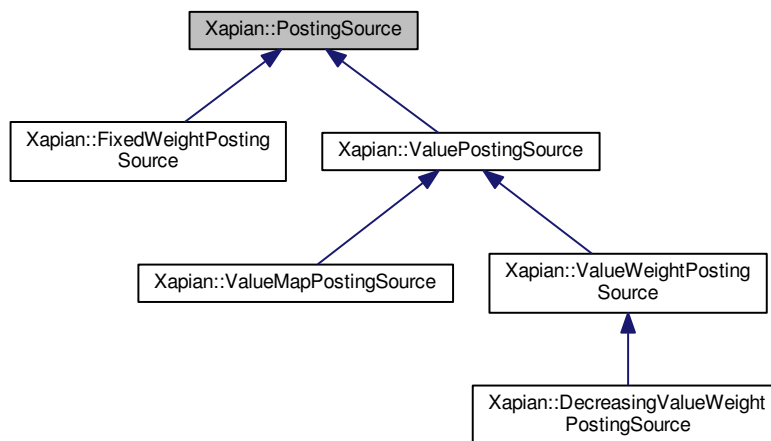 Xapian::PostingSource
Xapian::FixedWeightPosting
Source
Xapian::ValuePostingSource
Xapian::ValueMapPostingSource
Xapian::ValueWeightPosting
Source
Xapian::DecreasingValueWeight
PostingSource